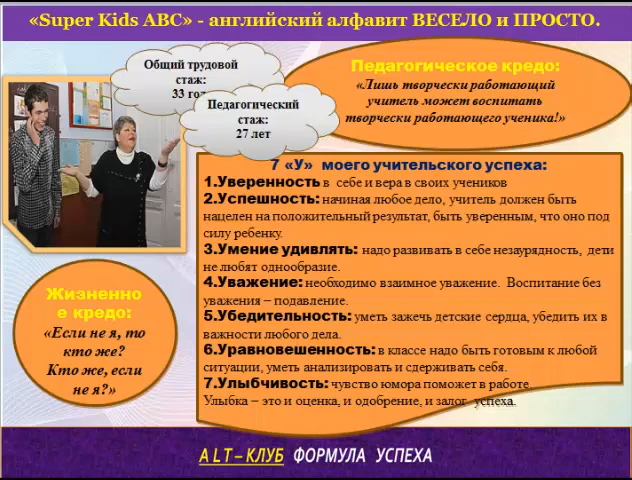 «Super Kids ABC» - английский алфавит ВЕСЕЛО и ПРОСТО.
Общий трудовой
стаж:
33
Педагогический
стаж:
27 лет
Педагогическое кредо:
«Лишь творчески работающий
учитель может воспитать
творчески работающего ученика!»
7 «У» моего учительского успеха:
1.Уверенность в себе и вера в своих учеников
2.Успешность: начиная любое дело, учитель должен быть
нацелен на положительный результат, быть уверенным, что оно под
силу ребенку.
3.Умение удивлять: надо развивать в себе незаурядность, дети
не любят однообразие.
4.Уважение: необходимо взаимное уважение. Воспитание без
уважения – подавление.
5.Убедительность: уметь зажечь детские сердца, убедить их в
важности любого дела.
6.Уравновешенность: в классе надо быть готовым к любой
ситуации, уметь анализировать и сдерживать себя.
7.Улыбчивость: чувство юмора поможет в работе.
Улыбка – это и оценка, и одобрение, и залог успеха.
Жизненно
е кредо:
«Если не я, то
кто же?
Кто же, если
не я?»
ALT–КЛУБ ФОРМУЛА УСПЕХА